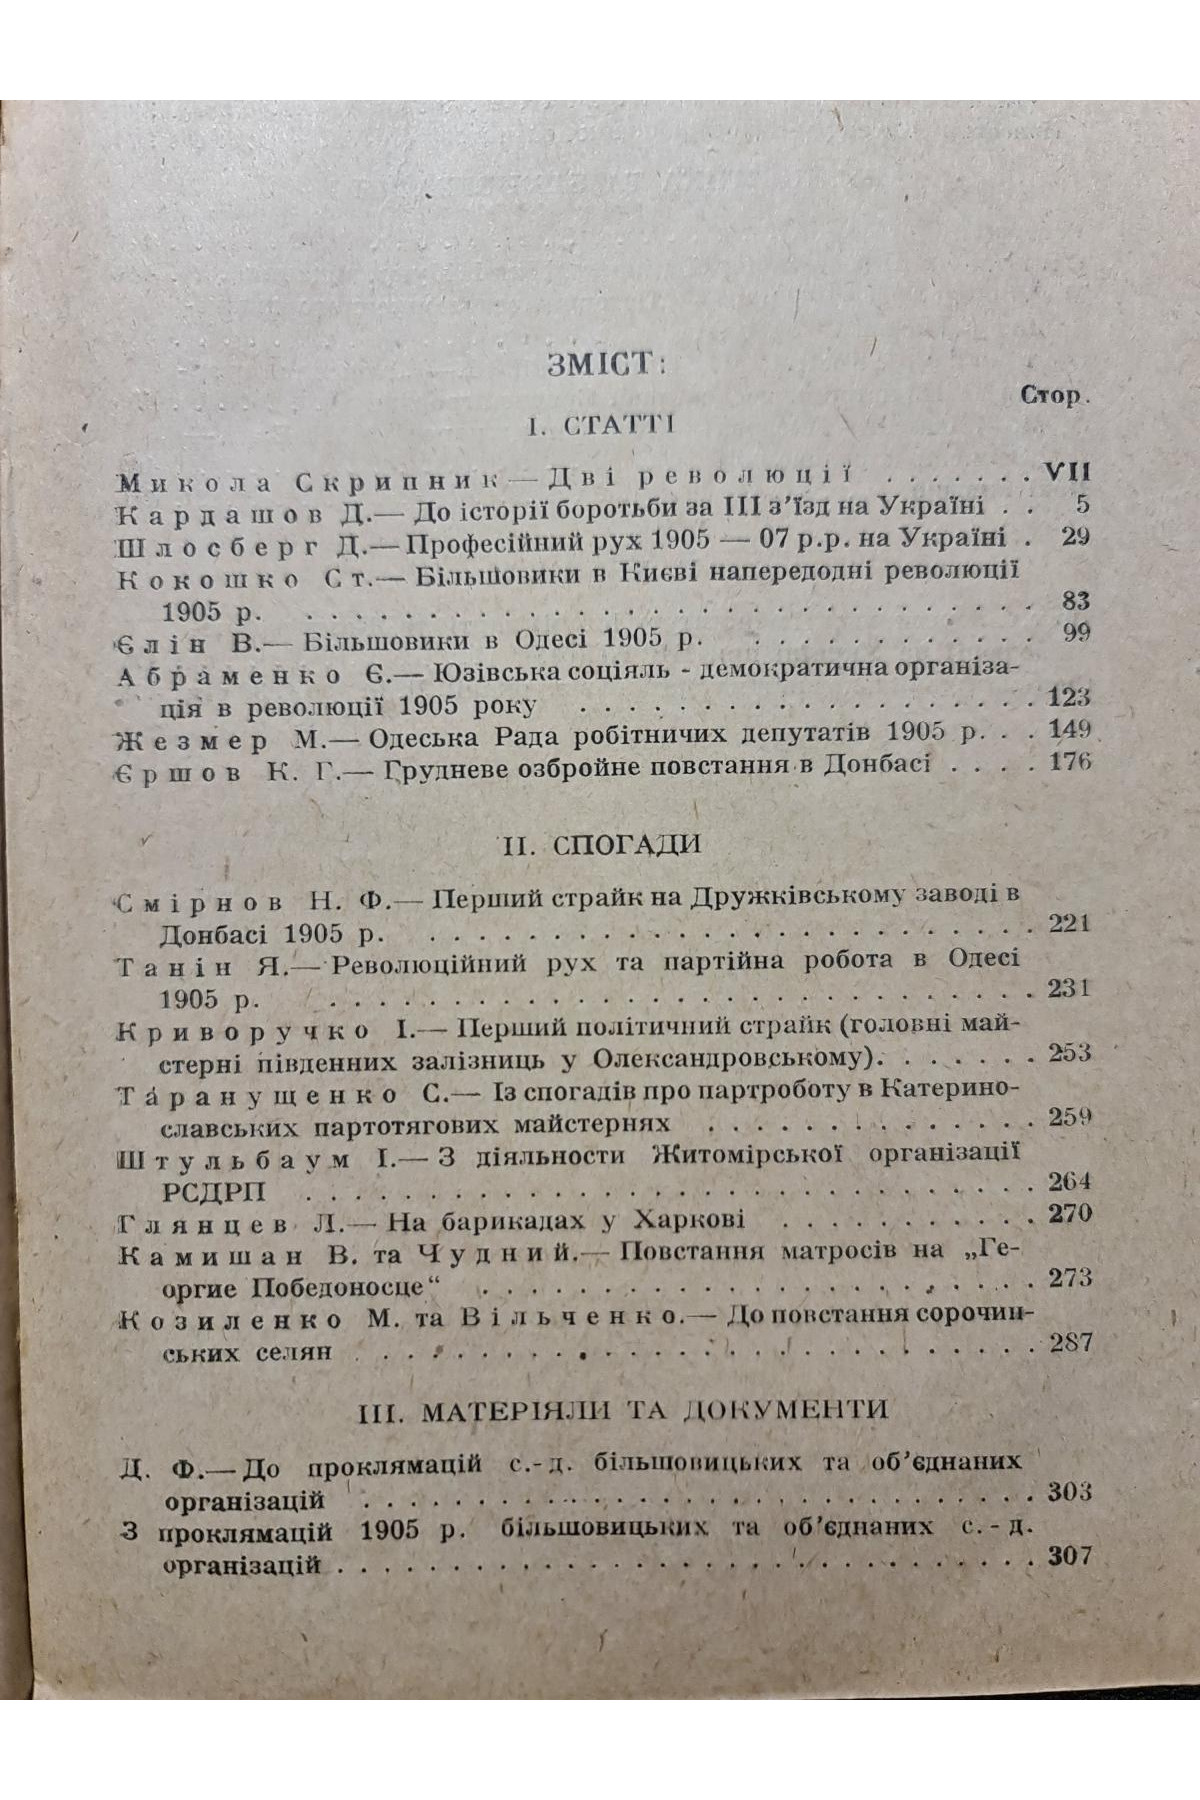 ЗМІСТ:
Стор.
І. СТАТТІ
Микола Скрипник — Дві революції . . . . . . . VII
Кардашов Д.— До історії боротьби за ІІІ з’їзд на Україні . . 5
Шлосберг Д.— Професійний рух 1905 — 07 р.р. на Україні . 29
Кокошко Ст.— Більшовики в Києві напередодні революції
1905 р. . . . . . . . . . . . . . . . . . . . . . . . . . . . . 83
Єлін В.— Більшовики в Одесі 1905 р. . . . . . . . . . . . . 99
Абраменко Є.— Юзівська соціяль - демократична організа-
ція в революції 1905 року . . . . . . . . . . . . . . . . . . . 123
Жезмер М.— Одеська Рада робітничих депутатів 1905 р. . . 149
Єршов К. Г.— Грудневе озбройне повстання в Донбасі . . . . 176
ІІ. СПОГАДИ
Смірнов Н. Ф.— Перший страйк на Дружківському заводі в
Донбасі 1905 р. . . . . . . . . . . . . . . . . . . . . . . . . 221
Танін Я.— Революційний рух та партійна робота в Одесі
1905 р. . . . . . . . . . . . . . . . . . . . . . . . . . . . . 231
Криворучко І.— Перший політичний страйк (головні май-
стерні південних залізниць у Олександровському). . . . . . . 253
Таранущенко С.— Із спогадів про партроботу в Катерино-
славських партотягових майстернях . . . . . . . . . . . . . 259
Штульбаум І.— З діяльности Житомірської організації
РСДРП . . . . . . . . . . . . . . . . . . . . . . . . . . . . . 264
Глянцев Л.— На барикадах у Харкові . . . . . . . . . . . 270
Камишан В. та Чудний.— Повстання матросів на „Ге-
оргие Победоносце“ . . . . . . . . . . . . . . . . . . . . . . 273
Козиленко М. та Вільченко.— До повстання сорочин-
ських селян . . . . . . . . . . . . . . . . . . . . . . . . . . . 287
ІІІ. МАТЕРІЯЛИ ТА ДОКУМЕНТИ
Д. Ф.— До проклямацій с.-д. більшовицьких та об’єднаних
організацій . . . . . . . . . . . . . . . . . . . . . . . . . . . 303
З проклямацій 1905 р. більшовицьких та об’єднаних с. - д.
організацій . . . . . . . . . . . . . . . . . . . . . . . . . . . 307